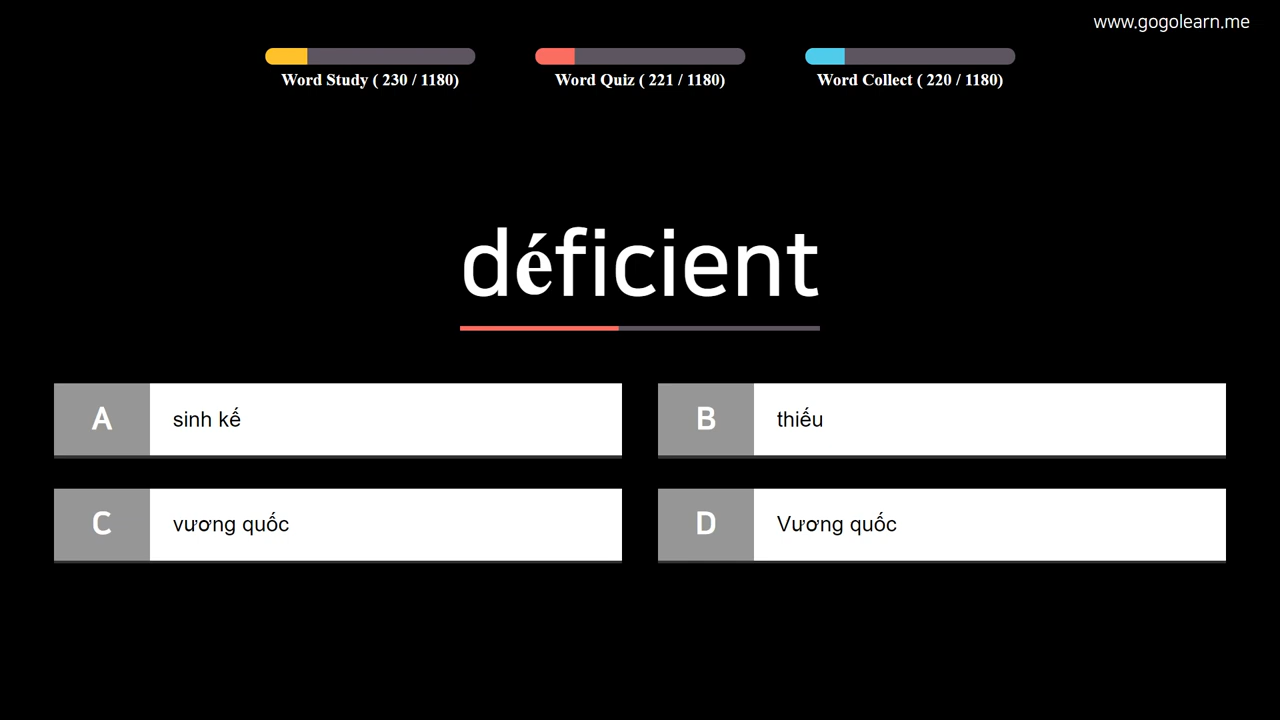 www.gogolearn.me
Word Study ( 230 / 1180)
Word Quiz ( 221 / 1180)
Word Collect ( 220 / 1180)
déficient
A sinh kế
B thiếu
C vương quốc
D Vương quốc